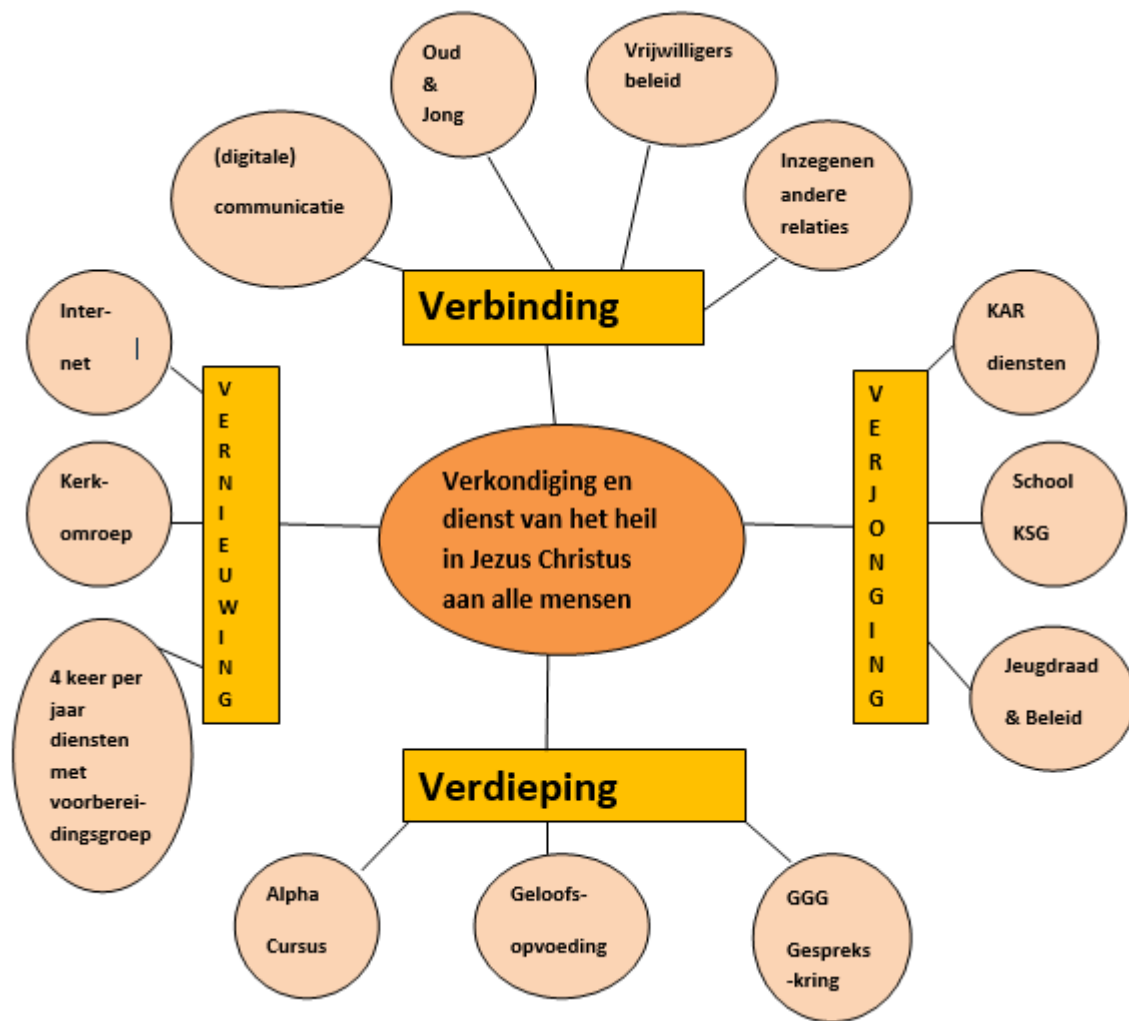 Oud
&
Jong
Vrijwilligers
beleid
(digitale)
communicatie
Inzegenen
andere
relaties
Verbinding
Inter-
net
Kerk-
omroep
4 keer per
jaar
diensten
met
voorberei-
dingsgroep
V
E
R
N
I
E
U
W
I
N
G
Verkondiging en
dienst van het heil
in Jezus Christus
aan alle mensen
V
E
R
J
O
N
G
I
N
G
KAR
diensten
School
KSG
Jeugdraad
& Beleid
Verdieping
Alpha
Cursus
Geloofs-
opvoeding
GGG
Gespreks
-kring